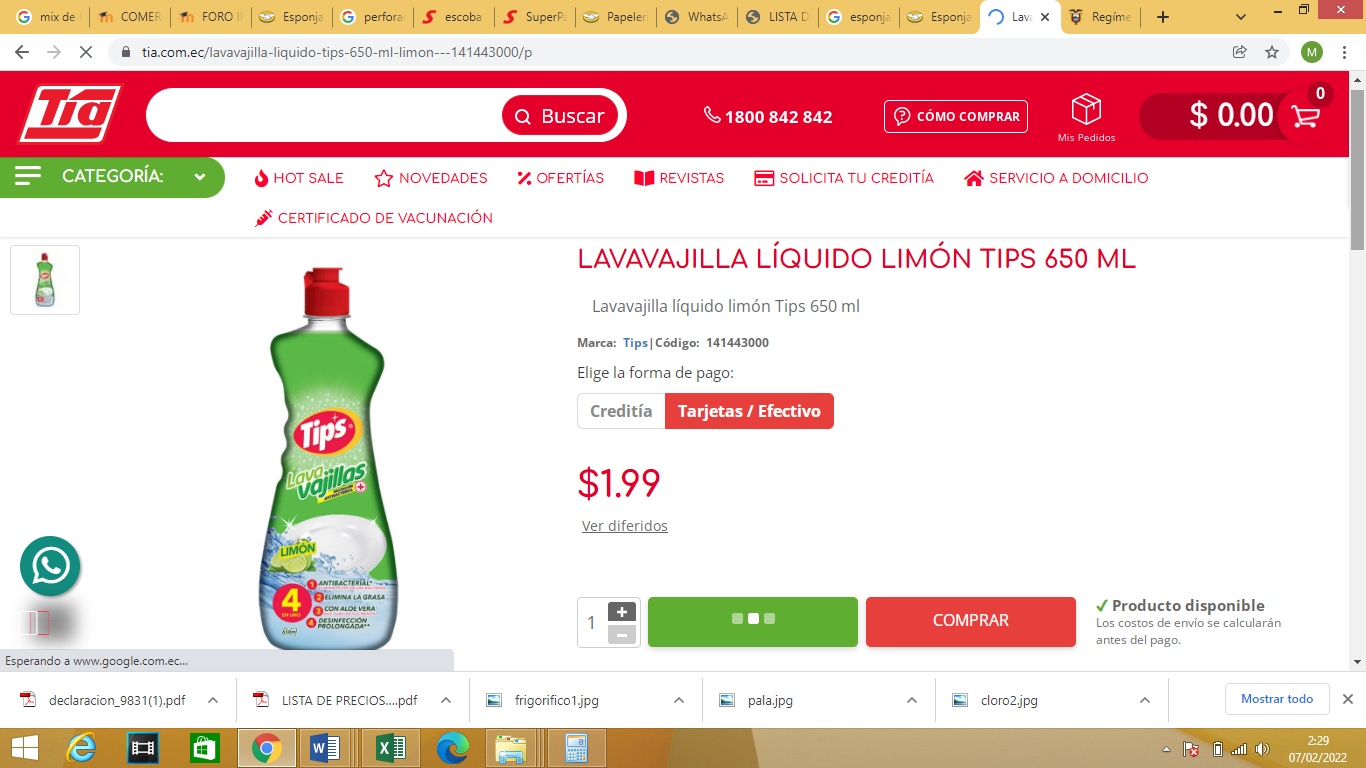 mix de
COMER
FORO II
Esponja
perfora
escoba
SuperPa
Papeler
WhatsA
LISTA D
esponja
Esponja
Lava
Regíme
tia.com.ec/lavavajilla-liquido-tips-650-ml-limon---141443000/p
M
Tía
Buscar
1800 842 842
CÓMO COMPRAR
Mis Pedidos
$ 0.00
0
CATEGORÍA:
HOT SALE
NOVEDADES
OFERTÍAS
REVISTAS
SOLICITA TU CREDITÍA
SERVICIO A DOMICILIO
CERTIFICADO DE VACUNACIÓN
LAVAVAJILLA LÍQUIDO LIMÓN TIPS 650 ML
Lavavajilla líquido limón Tips 650 ml
Marca: Tips|Código: 141443000
Elige la forma de pago:
Creditía
Tarjetas / Efectivo
$1.99
Ver diferidos
1
COMPRAR
Producto disponible
Los costos de envío se calcularán
antes del pago.
Tips
Lava
vajillas
LIMÓN
4
EN UNO
1 ANTIBACTERIAL*
2 ELIMINA LA GRASA
3 CON ALOE VERA
4 DESINFECCIÓN
PROLONGADA**
Esperando a www.google.com.ec...
declaracion_9831(1).pdf
LISTA DE PRECIOS....pdf
frigorifico1.jpg
pala.jpg
cloro2.jpg
Mostrar todo
2:29
07/02/2022